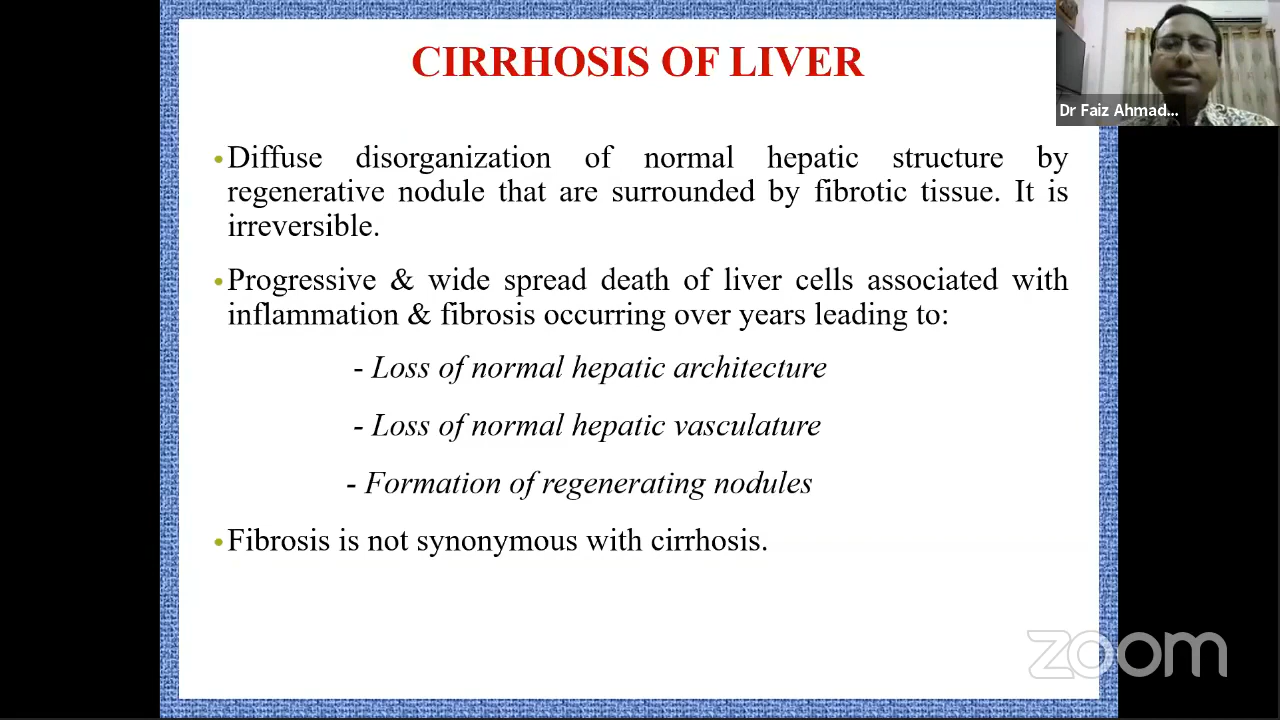 CIRRHOSIS OF LIVER
Dr Faiz Ahmad...
•Diffuse disorganization of normal hepatic structure by
regenerative nodule that are surrounded by fibrotic tissue. It is
irreversible.
•Progressive & wide spread death of liver cells associated with
inflammation & fibrosis occurring over years leading to:
- Loss of normal hepatic architecture
- Loss of normal hepatic vasculature
- Formation of regenerating nodules
•Fibrosis is not synonymous with cirrhosis.
zoom